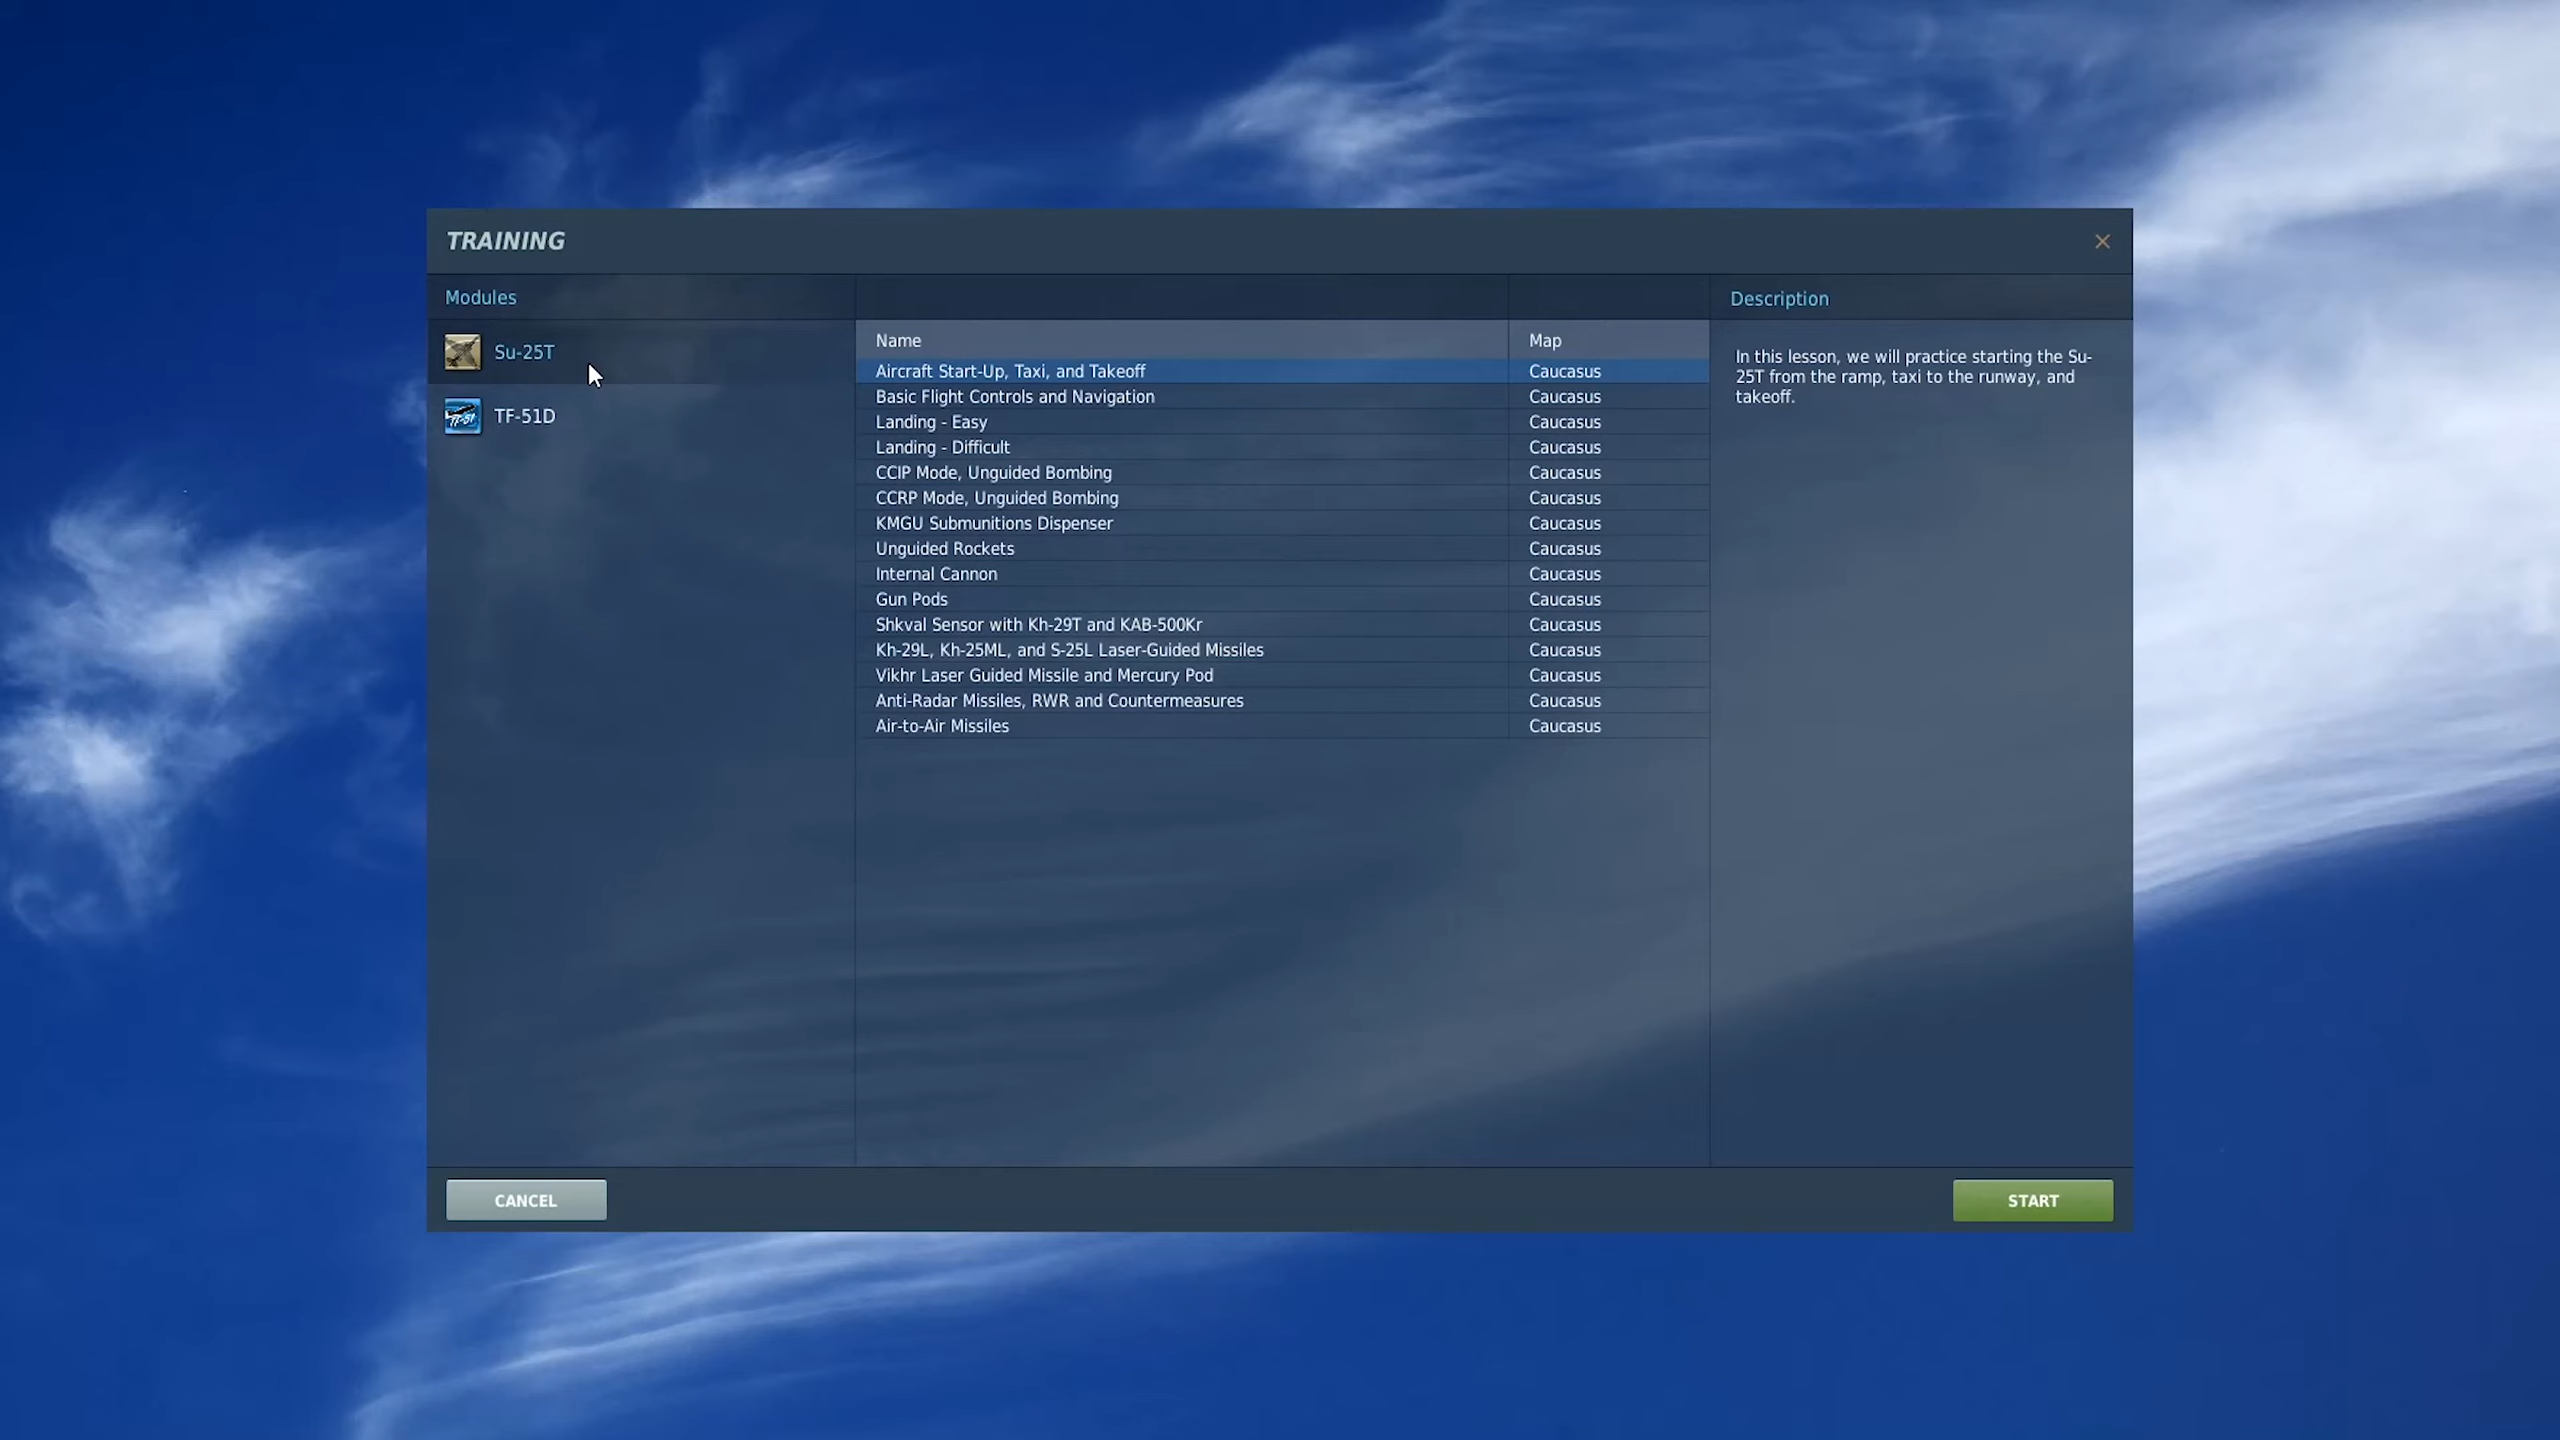 TRAINING
Modules
Description
Su-25T
TF-51D
Name Map
Aircraft Start-Up, Taxi, and Takeoff Caucasus
Basic Flight Controls and Navigation Caucasus
Landing - Easy Caucasus
Landing - Difficult Caucasus
CCIP Mode, Unguided Bombing Caucasus
CCRP Mode, Unguided Bombing Caucasus
KMGU Submunitions Dispenser Caucasus
Unguided Rockets Caucasus
Internal Cannon Caucasus
Gun Pods Caucasus
Shkval Sensor with Kh-29T and KAB-500Kr Caucasus
Kh-29L, Kh-25ML, and S-25L Laser-Guided Missiles Caucasus
Vikhr Laser Guided Missile and Mercury Pod Caucasus
Anti-Radar Missiles, RWR and Countermeasures Caucasus
Air-to-Air Missiles Caucasus
In this lesson, we will practice starting the Su-
25T from the ramp, taxi to the runway, and
takeoff.
CANCEL
START